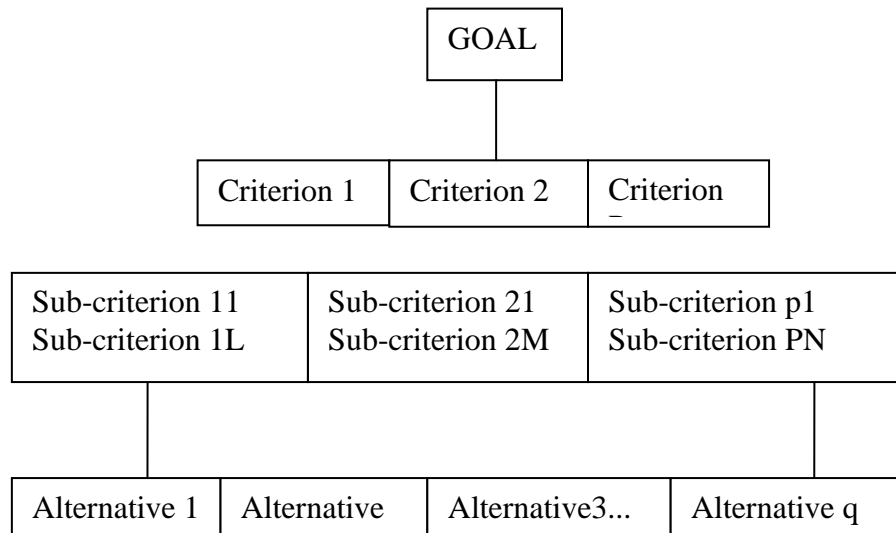 GOAL
Criterion 1 Criterion 2 Criterion
Sub-criterion 11 Sub-criterion 21 Sub-criterion p1
Sub-criterion 1L Sub-criterion 2M Sub-criterion PN
Alternative 1 Alternative Alternative3... Alternative q